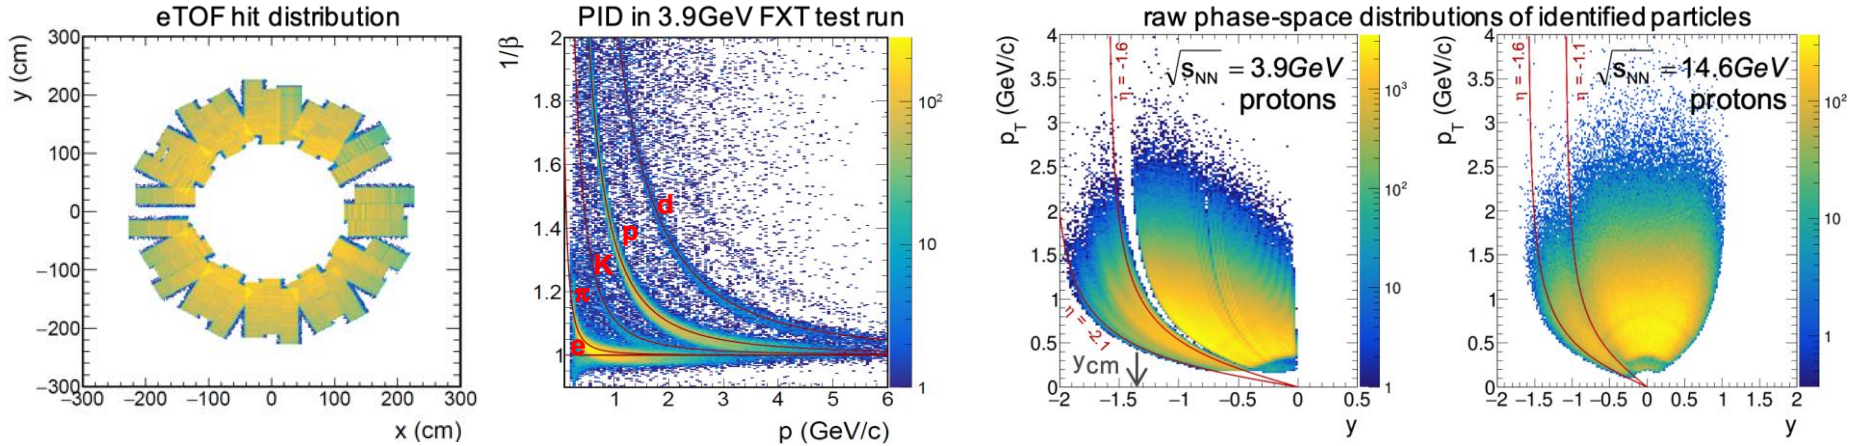 eTOF hit distribution
PID in 3.9GeV FXT test run
raw phase-space distributions of identified particles
y (cm)
300
200
100
0
−100
−200
−300
−300 −200 −100 0 100 200 300
x (cm)
1/β
2
1.8
1.6
1.4
1.2
1
d
p
K
π
e
10²
10
1
1 2 3 4 5 6
p (GeV/c)
p_T (GeV/c)
4
3.5
3
2.5
2
1.5
1
0.5
0
η = -1.6
√s_NN = 3.9GeV
protons
η = -2.1
y_cm
10³
10²
10
1
−2 −1.5 −1 −0.5 0 0.5
y
p_T (GeV/c)
4
3.5
3
2.5
2
1.5
1
0.5
0
η = -1.6
η = -1.1
√s_NN = 14.6GeV
protons
10²
10
1
−2 −1.5 −1 −0.5 0 0.5 1 1.5 2
y